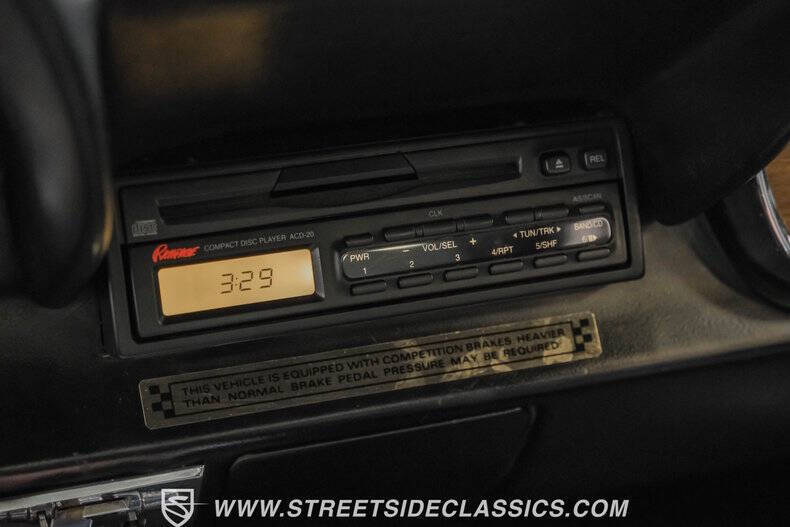 REL
CLK
AS/SCAN
REVENGE COMPACT DISC PLAYER ACD-20
3:29
PWR − VOL/SEL + ◄ TUN/TRK ► BAND/CD
1 2 3 4/RPT 5/SHF 6/
THIS VEHICLE IS EQUIPPED WITH COMPETITION BRAKES HEAVIER
THAN NORMAL BRAKE PEDAL PRESSURE MAY BE REQUIRED
WWW.STREETSIDECLASSICS.COM